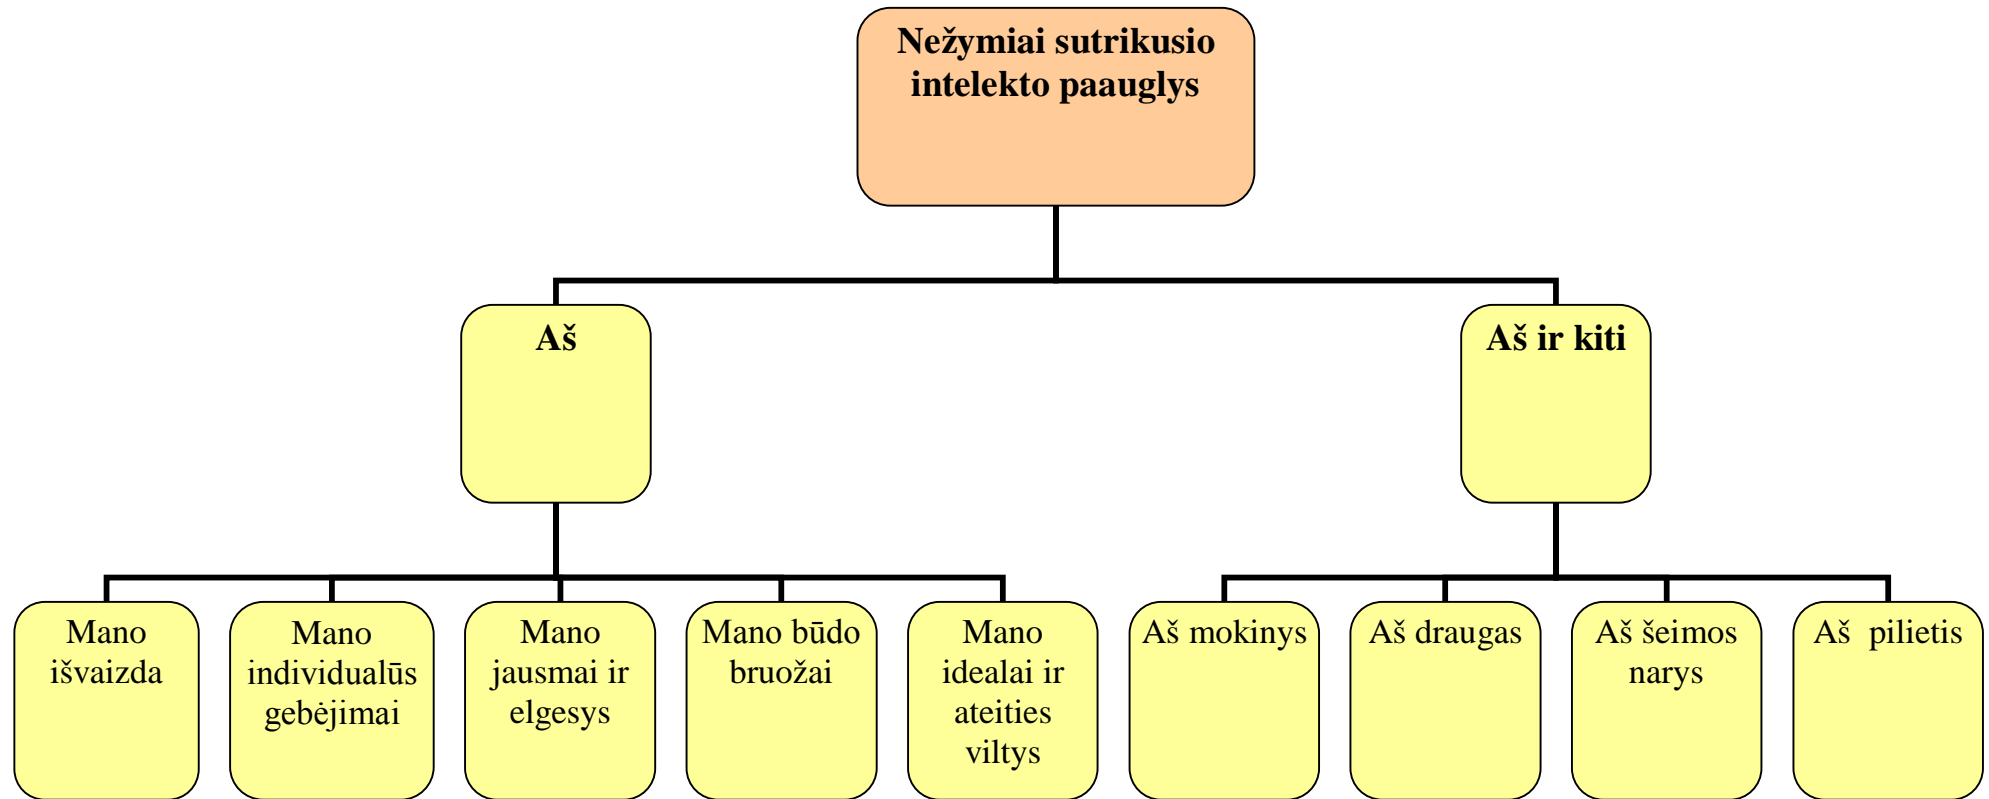 Nežymiai sutrikusio
intelekto paauglys
Aš
Aš ir kiti
Mano
išvaizda
Mano
individualūs
gebėjimai
Mano
jausmai ir
elgesys
Mano būdo
bruožai
Mano
idealai ir
ateities
viltys
Aš mokinys
Aš draugas
Aš šeimos
narys
Aš  pilietis